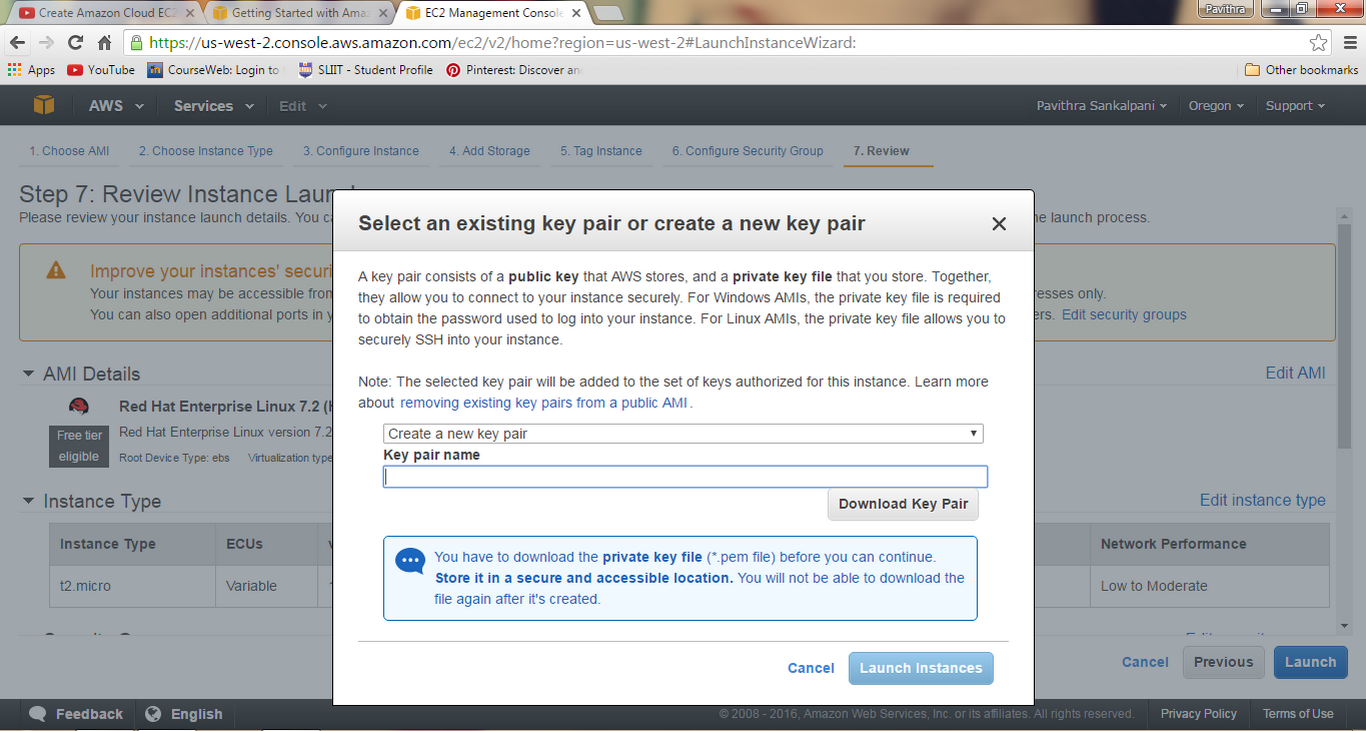 Create Amazon Cloud EC2
Getting Started with Amaz
EC2 Management Console
Pavithra
https://us-west-2.console.aws.amazon.com/ec2/v2/home?region=us-west-2#LaunchInstanceWizard:
Apps YouTube CourseWeb: Login to SLIIT - Student Profile Pinterest: Discover an Other bookmarks
AWS Services Edit Pavithra Sankalpani Oregon Support
1. Choose AMI 2. Choose Instance Type 3. Configure Instance 4. Add Storage 5. Tag Instance 6. Configure Security Group 7. Review
Step 7: Review Instance Laun
Please review your instance launch details. You ca
he launch process.
Improve your instances' securi
Your instances may be accessible from
resses only.
You can also open additional ports in y
ers. Edit security groups
AMI Details
Edit AMI
Red Hat Enterprise Linux 7.2 (H
Free tier
eligible
Red Hat Enterprise Linux version 7.2
Root Device Type: ebs Virtualization type
Instance Type
Edit instance type
Instance Type ECUs v Network Performance
t2.micro Variable Low to Moderate
Select an existing key pair or create a new key pair
A key pair consists of a public key that AWS stores, and a private key file that you store. Together,
they allow you to connect to your instance securely. For Windows AMIs, the private key file is required
to obtain the password used to log into your instance. For Linux AMIs, the private key file allows you to
securely SSH into your instance.
Note: The selected key pair will be added to the set of keys authorized for this instance. Learn more
about removing existing key pairs from a public AMI.
Create a new key pair
Key pair name
Download Key Pair
You have to download the private key file (*.pem file) before you can continue.
Store it in a secure and accessible location. You will not be able to download the
file again after it's created.
Cancel Launch Instances
Cancel Previous Launch
Feedback English © 2008 - 2016, Amazon Web Services, Inc. or its affiliates. All rights reserved. Privacy Policy Terms of Use